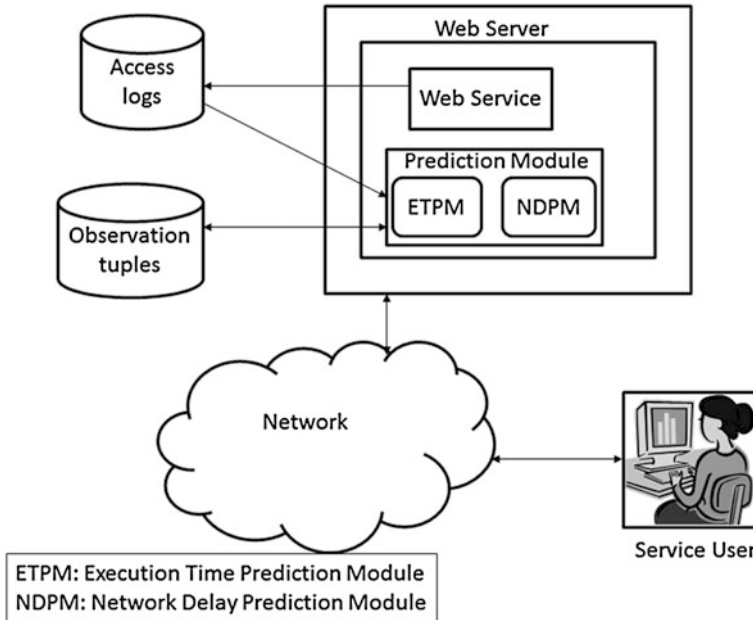 Access
logs
Web Server
Web Service
Prediction Module
ETPM
NDPM
Observation
tuples
Network
Service User
ETPM: Execution Time Prediction Module
NDPM: Network Delay Prediction Module